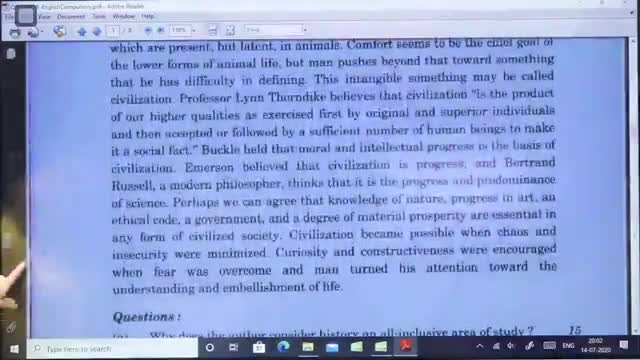 EnglishCompulsory.pdf - Adobe Reader
File Edit View Window Help
which are present, but latent, in animals. Comfort seems to be the chief goal of
the lower forms of animal life, but man pushes beyond that toward something
that he has difficulty in defining. This intangible something may be called
civilization. Professor Lynn Thorndike believes that civilization "is the product
of our higher qualities as exercised first by original and superior individuals
and then accepted or followed by a sufficient number of human beings to make
it a social fact." Buckle held that moral and intellectual progress is the basis of
civilization. Emerson believed that civilization is progress, and Bertrand
Russell, a modern philosopher, thinks that it is the progress and predominance
of science. Perhaps we can agree that knowledge of nature, progress in art, an
ethical code, a government, and a degree of material prosperity are essential in
any form of civilized society. Civilization became possible when chaos and
insecurity were minimized. Curiosity and constructiveness were encouraged
when fear was overcome and man turned his attention toward the
understanding and embellishment of life.
Questions :
Why does the author consider history an all-inclusive area of study ? 15
Type here to search
20:02
14-07-2020